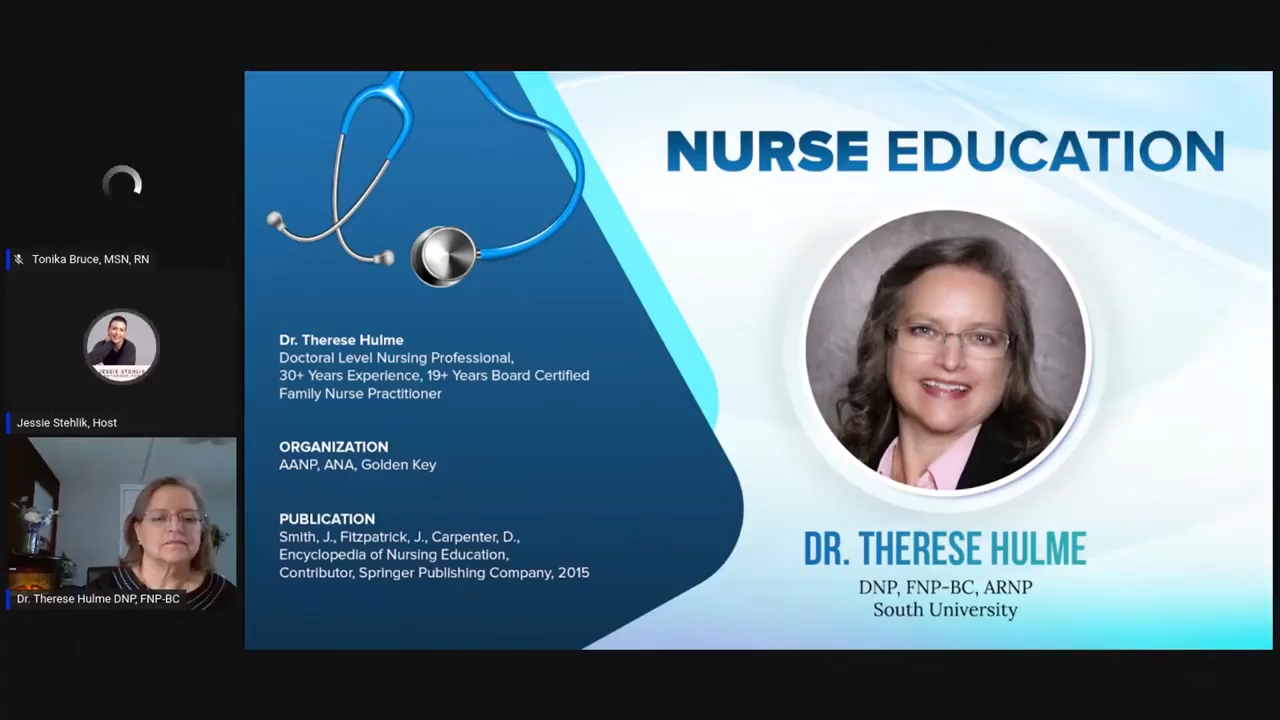 Tonika Bruce, MSN, RN
JESSIE STEHLIK
Jessie Stehlik, Host
Dr. Therese Hulme DNP, FNP-BC
Dr. Therese Hulme
Doctoral Level Nursing Professional,
30+ Years Experience, 19+ Years Board Certified
Family Nurse Practitioner
ORGANIZATION
AANP, ANA, Golden Key
PUBLICATION
Smith, J., Fitzpatrick, J., Carpenter, D.,
Encyclopedia of Nursing Education,
Contributor, Springer Publishing Company, 2015
NURSE EDUCATION
DR. THERESE HULME
DNP, FNP-BC, ARNP
South University